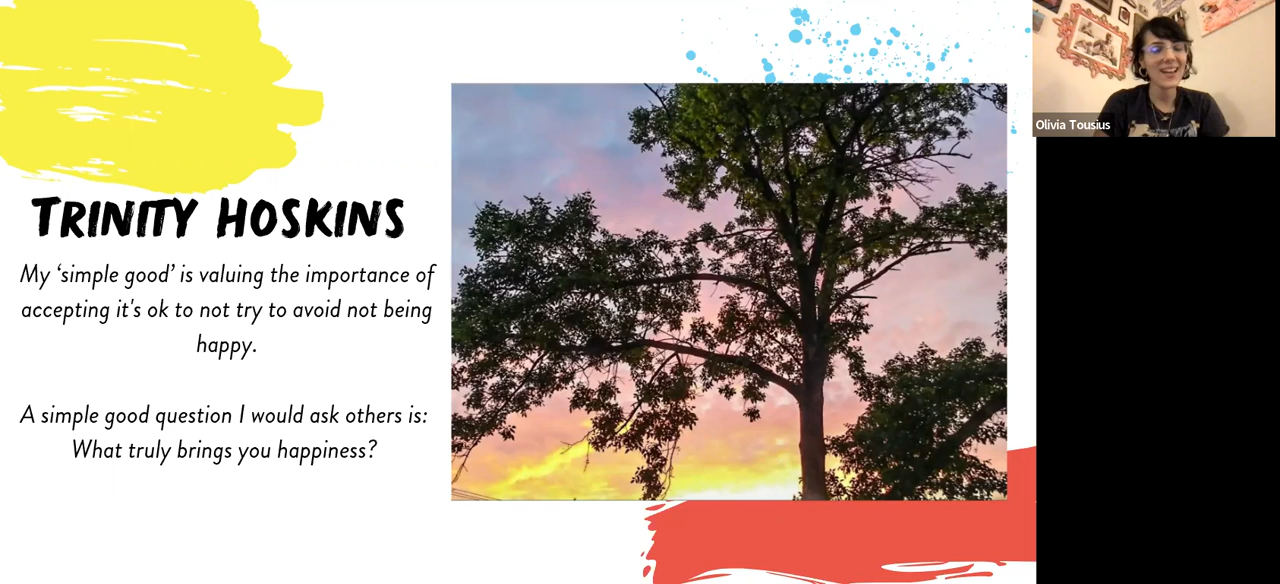 TRINITY HOSKINS
My ‘simple good’ is valuing the importance of
accepting it's ok to not try to avoid not being
happy.
A simple good question I would ask others is:
What truly brings you happiness?
Olivia Tousius